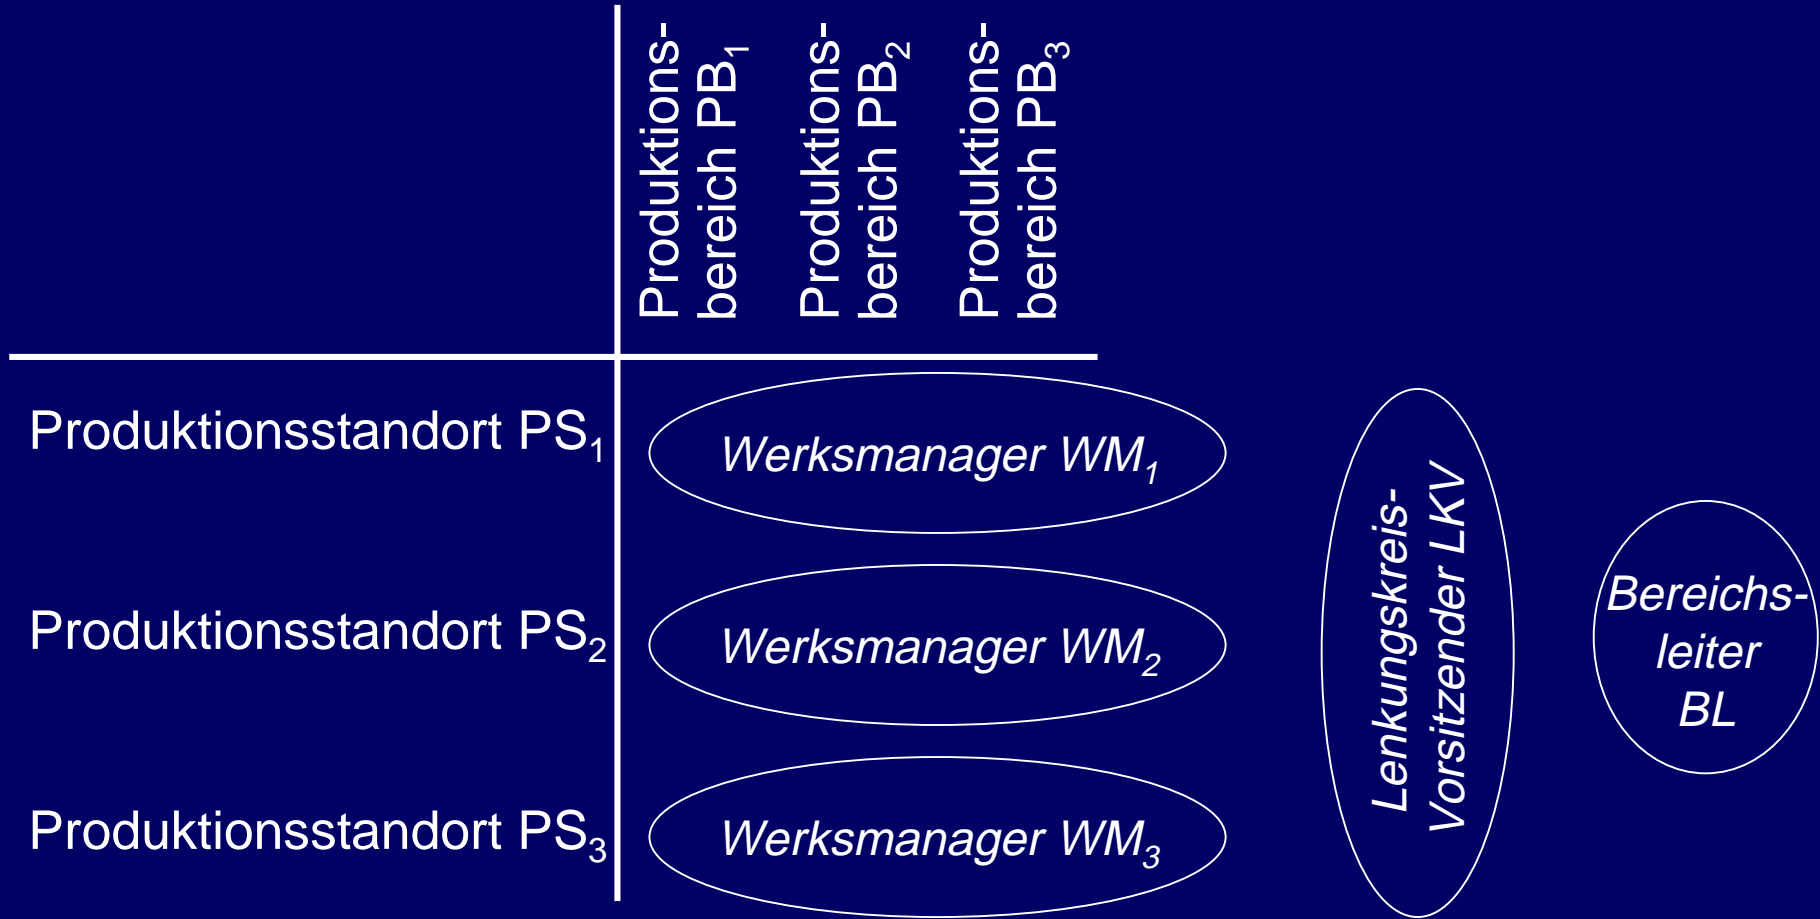 Produktions-
bereich PB1
Produktions-
bereich PB2
Produktions-
bereich PB3
Produktionsstandort PS1
Werksmanager WM1
Produktionsstandort PS2
Werksmanager WM2
Produktionsstandort PS3
Werksmanager WM3
Lenkungskreis-
Vorsitzender LKV
Bereichs-
leiter
BL